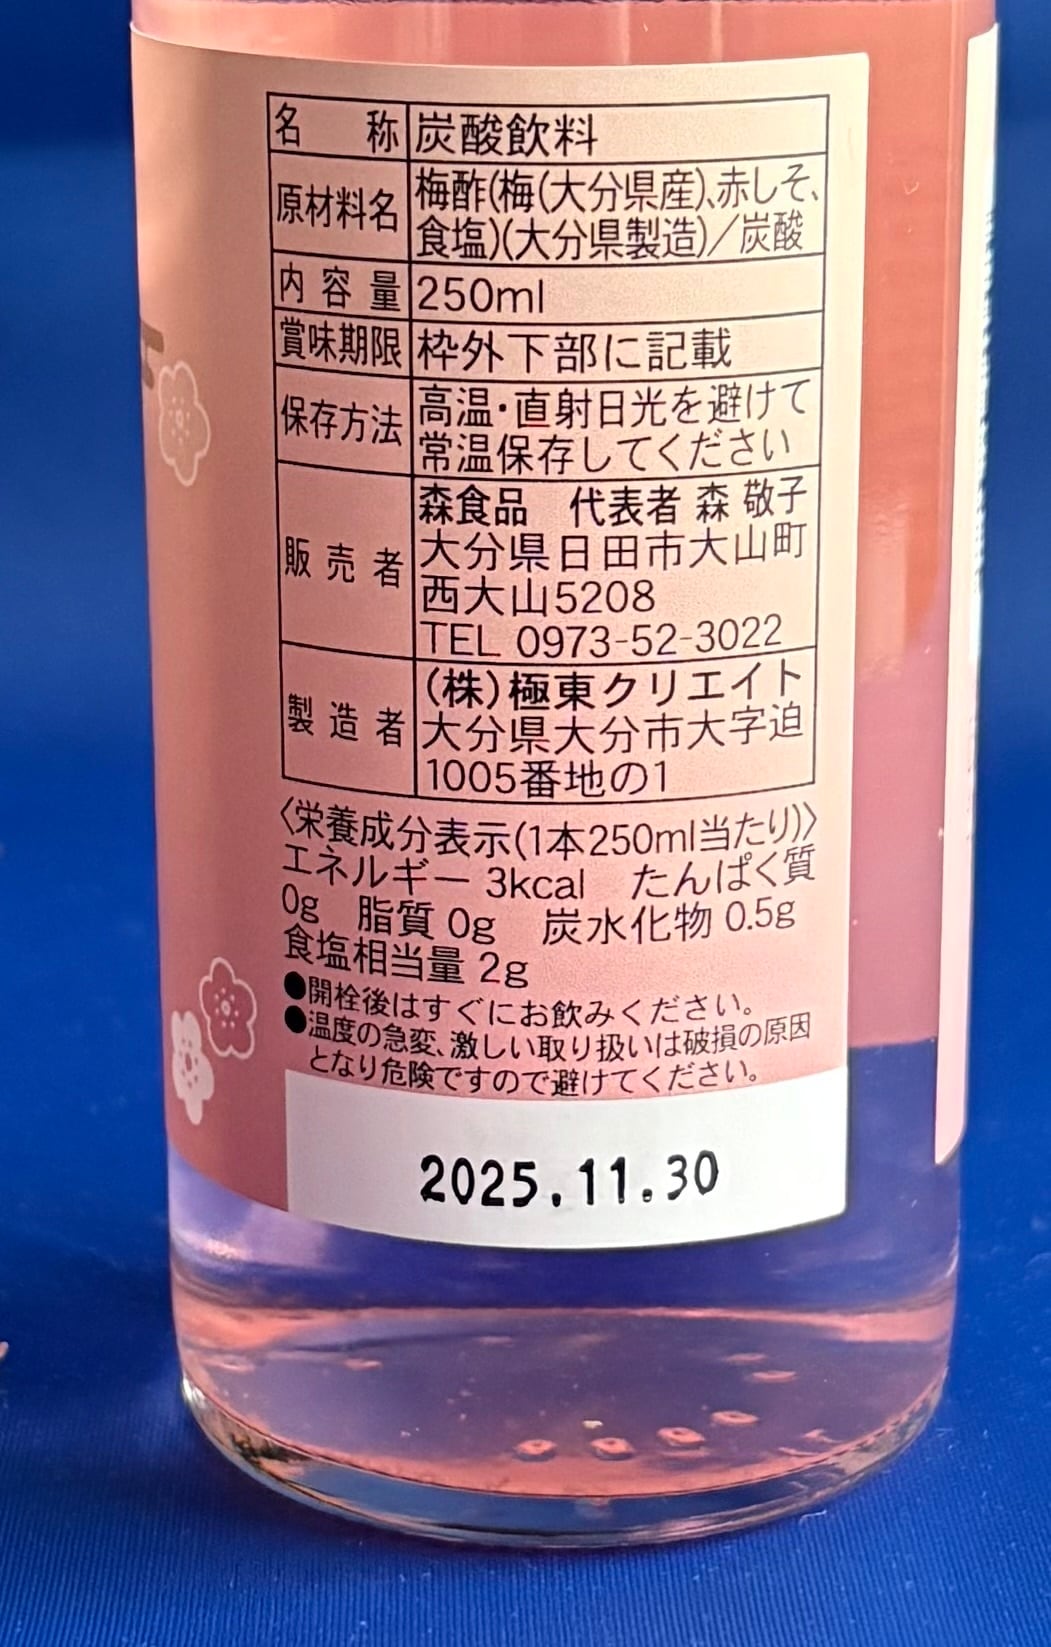 名称 炭酸飲料
原材料名 梅酢(梅(大分県産)、赤しそ、
食塩)(大分県製造)/炭酸
内容量 250ml
賞味期限 枠外下部に記載
保存方法 高温・直射日光を避けて
常温保存してください
販売者 森食品 代表者 森 敬子
大分県日田市大山町
西大山5208
TEL 0973-52-3022
製造者 (株)極東クリエイト
大分県大分市大字迫
1005番地の1
〈栄養成分表示(1本250ml当たり)〉
エネルギー 3kcal たんぱく質
0g 脂質 0g 炭水化物 0.5g
食塩相当量 2g
●開栓後はすぐにお飲みください。
●温度の急変、激しい取り扱いは破損の原因
となり危険ですので避けてください。
2025.11.30